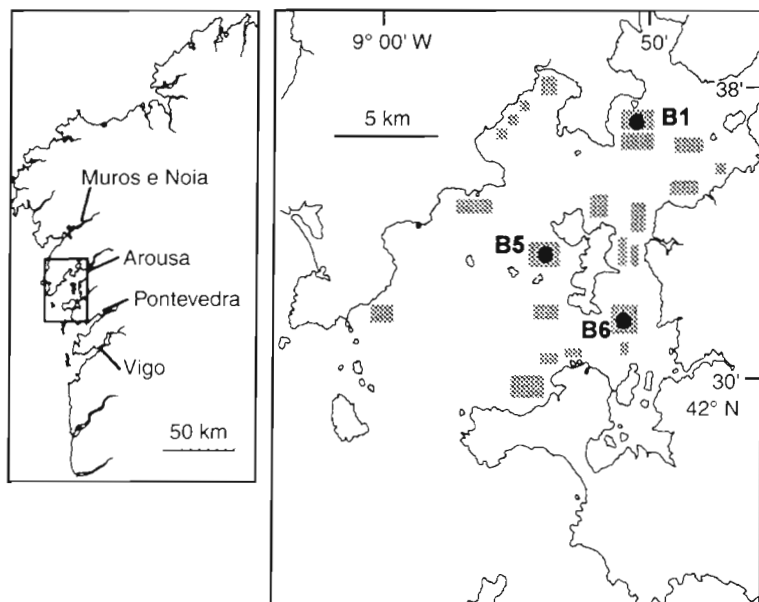 Muros e Noia
Arousa
Pontevedra
Vigo
50 km
9° 00' W
50'
38'
5 km
B1
B5
B6
30'
42° N